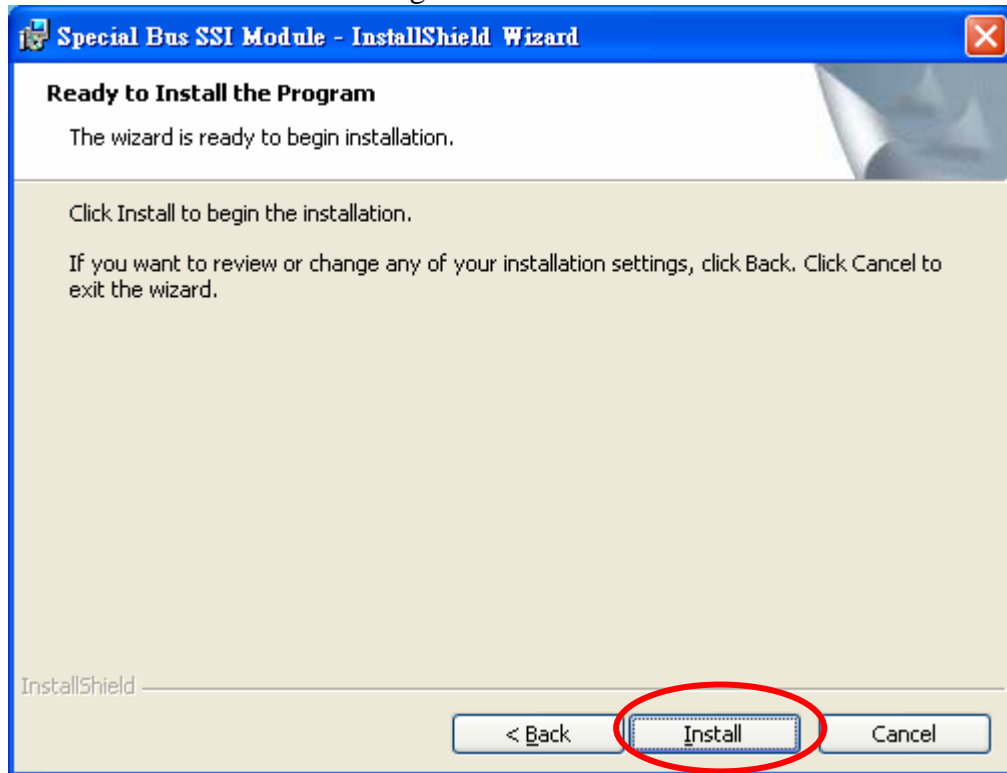 Special Bus SSI Module - InstallShield Wizard
Ready to Install the Program
The wizard is ready to begin installation.
Click Install to begin the installation.
If you want to review or change any of your installation settings, click Back. Click Cancel to
exit the wizard.
InstallShield
< Back Install Cancel